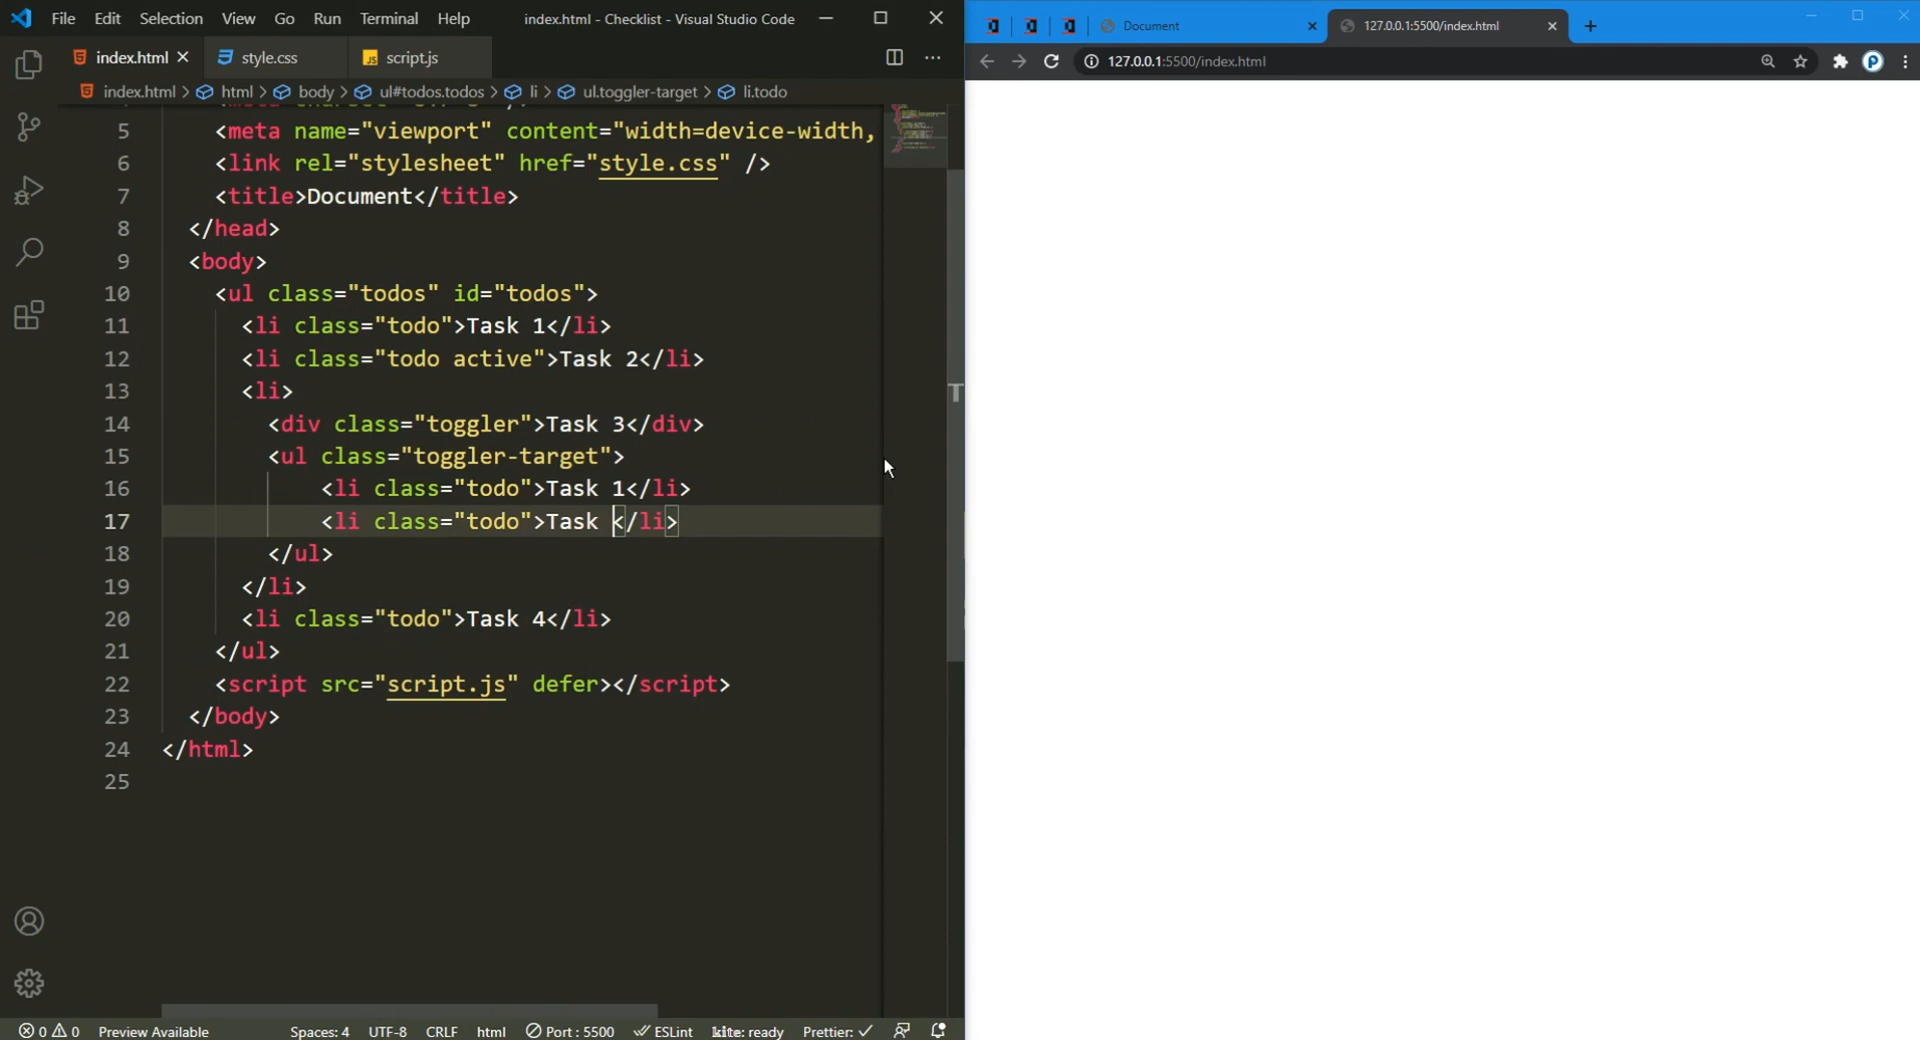 File Edit Selection View Go Run Terminal Help index.html - Checklist - Visual Studio Code
index.html style.css script.js
index.html > html > body > ul#todos.todos > li > ul.toggler-target > li.todo
5 <meta name="viewport" content="width=device-width,
6 <link rel="stylesheet" href="style.css" />
7 <title>Document</title>
8 </head>
9 <body>
10 <ul class="todos" id="todos">
11 <li class="todo">Task 1</li>
12 <li class="todo active">Task 2</li>
13 <li>
14 <div class="toggler">Task 3</div>
15 <ul class="toggler-target">
16 <li class="todo">Task 1</li>
17 <li class="todo">Task </li>
18 </ul>
19 </li>
20 <li class="todo">Task 4</li>
21 </ul>
22 <script src="script.js" defer></script>
23 </body>
24 </html>
25
0 0 Preview Available Spaces: 4 UTF-8 CRLF html Port : 5500 ESLint kite: ready Prettier:
Document 127.0.0.1:5500/index.html
127.0.0.1:5500/index.html P